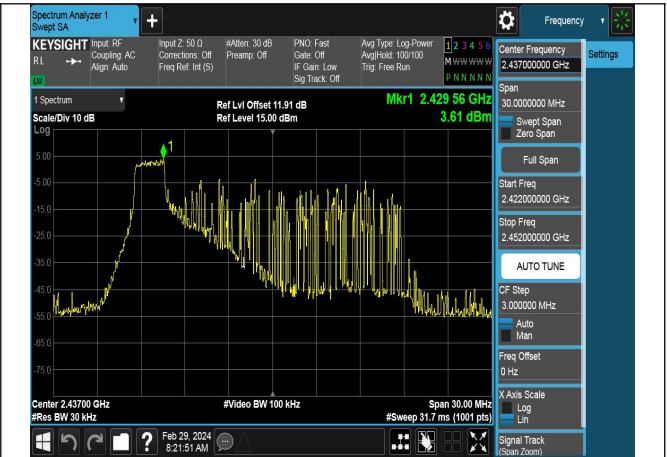 Spectrum Analyzer 1
Swept SA
Frequency
KEYSIGHT
Input: RF
Coupling: AC
Align: Auto
Input Z: 50 Ω
Corrections: Off
Freq Ref: Int (S)
#Atten: 30 dB
Preamp: Off
PNO: Fast
Gate: Off
IF Gain: Low
Sig Track: Off
Avg Type: Log-Power
Avg|Hold: 100/100
Trig: Free Run
1 2 3 4 5 6
M W W W W W
P N N N N N
R L
LXI
1 Spectrum
Scale/Div 10 dB
Log
Ref Lvl Offset 11.91 dB
Ref Level 15.00 dBm
Mkr1 2.429 56 GHz
3.61 dBm
1
5.00
-5.00
-15.0
-25.0
-35.0
-45.0
-55.0
-65.0
-75.0
Center 2.43700 GHz
#Res BW 30 kHz
#Video BW 100 kHz
Span 30.00 MHz
#Sweep 31.7 ms (1001 pts)
Feb 29, 2024
8:21:51 AM
Center Frequency
2.437000000 GHz
Settings
Span
30.0000000 MHz
Swept Span
Zero Span
Full Span
Start Freq
2.422000000 GHz
Stop Freq
2.452000000 GHz
AUTO TUNE
CF Step
3.000000 MHz
Auto
Man
Freq Offset
0 Hz
X Axis Scale
Log
Lin
Signal Track
(Span Zoom)